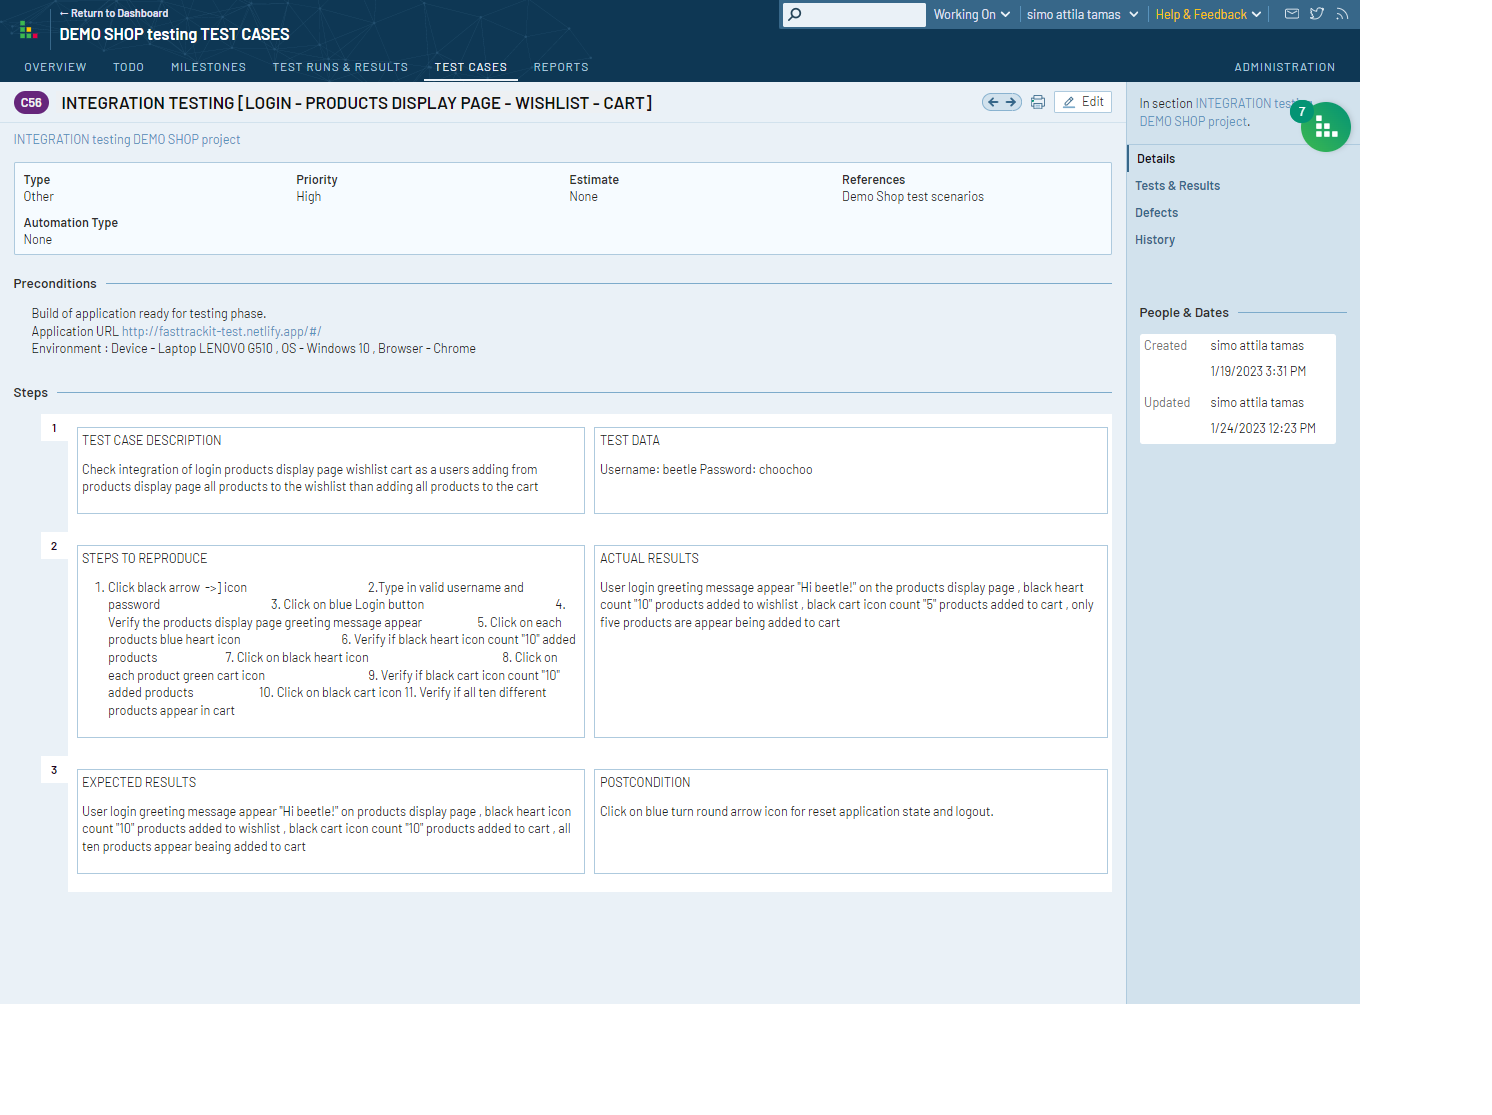 ← Return to Dashboard
DEMO SHOP testing TEST CASES
Working On
simo attila tamas
Help & Feedback
OVERVIEW
TODO
MILESTONES
TEST RUNS & RESULTS
TEST CASES
REPORTS
ADMINISTRATION
C56
INTEGRATION TESTING [LOGIN - PRODUCTS DISPLAY PAGE - WISHLIST - CART]
Edit
INTEGRATION testing DEMO SHOP project
Type
Other
Priority
High
Estimate
None
References
Demo Shop test scenarios
Automation Type
None
Preconditions
Build of application ready for testing phase.
Application URL http://fasttrackit-test.netlify.app/#/
Environment : Device - Laptop LENOVO G510 , OS - Windows 10 , Browser - Chrome
Steps
1
TEST CASE DESCRIPTION
Check integration of login products display page wishlist cart as a users adding from
products display page all products to the wishlist than adding all products to the cart
TEST DATA
Username: beetle Password: choochoo
2
STEPS TO REPRODUCE
1. Click black arrow ->] icon 2.Type in valid username and
password 3. Click on blue Login button 4.
Verify the products display page greeting message appear 5. Click on each
products blue heart icon 6. Verify if black heart icon count "10" added
products 7. Click on black heart icon 8. Click on
each product green cart icon 9. Verify if black cart icon count "10"
added products 10. Click on black cart icon 11. Verify if all ten different
products appear in cart
ACTUAL RESULTS
User login greeting message appear "Hi beetle!" on the products display page , black heart
count "10" products added to wishlist , black cart icon count "5" products added to cart , only
five products are appear being added to cart
3
EXPECTED RESULTS
User login greeting message appear "Hi beetle!" on products display page , black heart icon
count "10" products added to wishlist , black cart icon count "10" products added to cart , all
ten products appear beaing added to cart
POSTCONDITION
Click on blue turn round arrow icon for reset application state and logout.
In section INTEGRATION testing
DEMO SHOP project.
7
Details
Tests & Results
Defects
History
People & Dates
Created
simo attila tamas
1/19/2023 3:31 PM
Updated
simo attila tamas
1/24/2023 12:23 PM